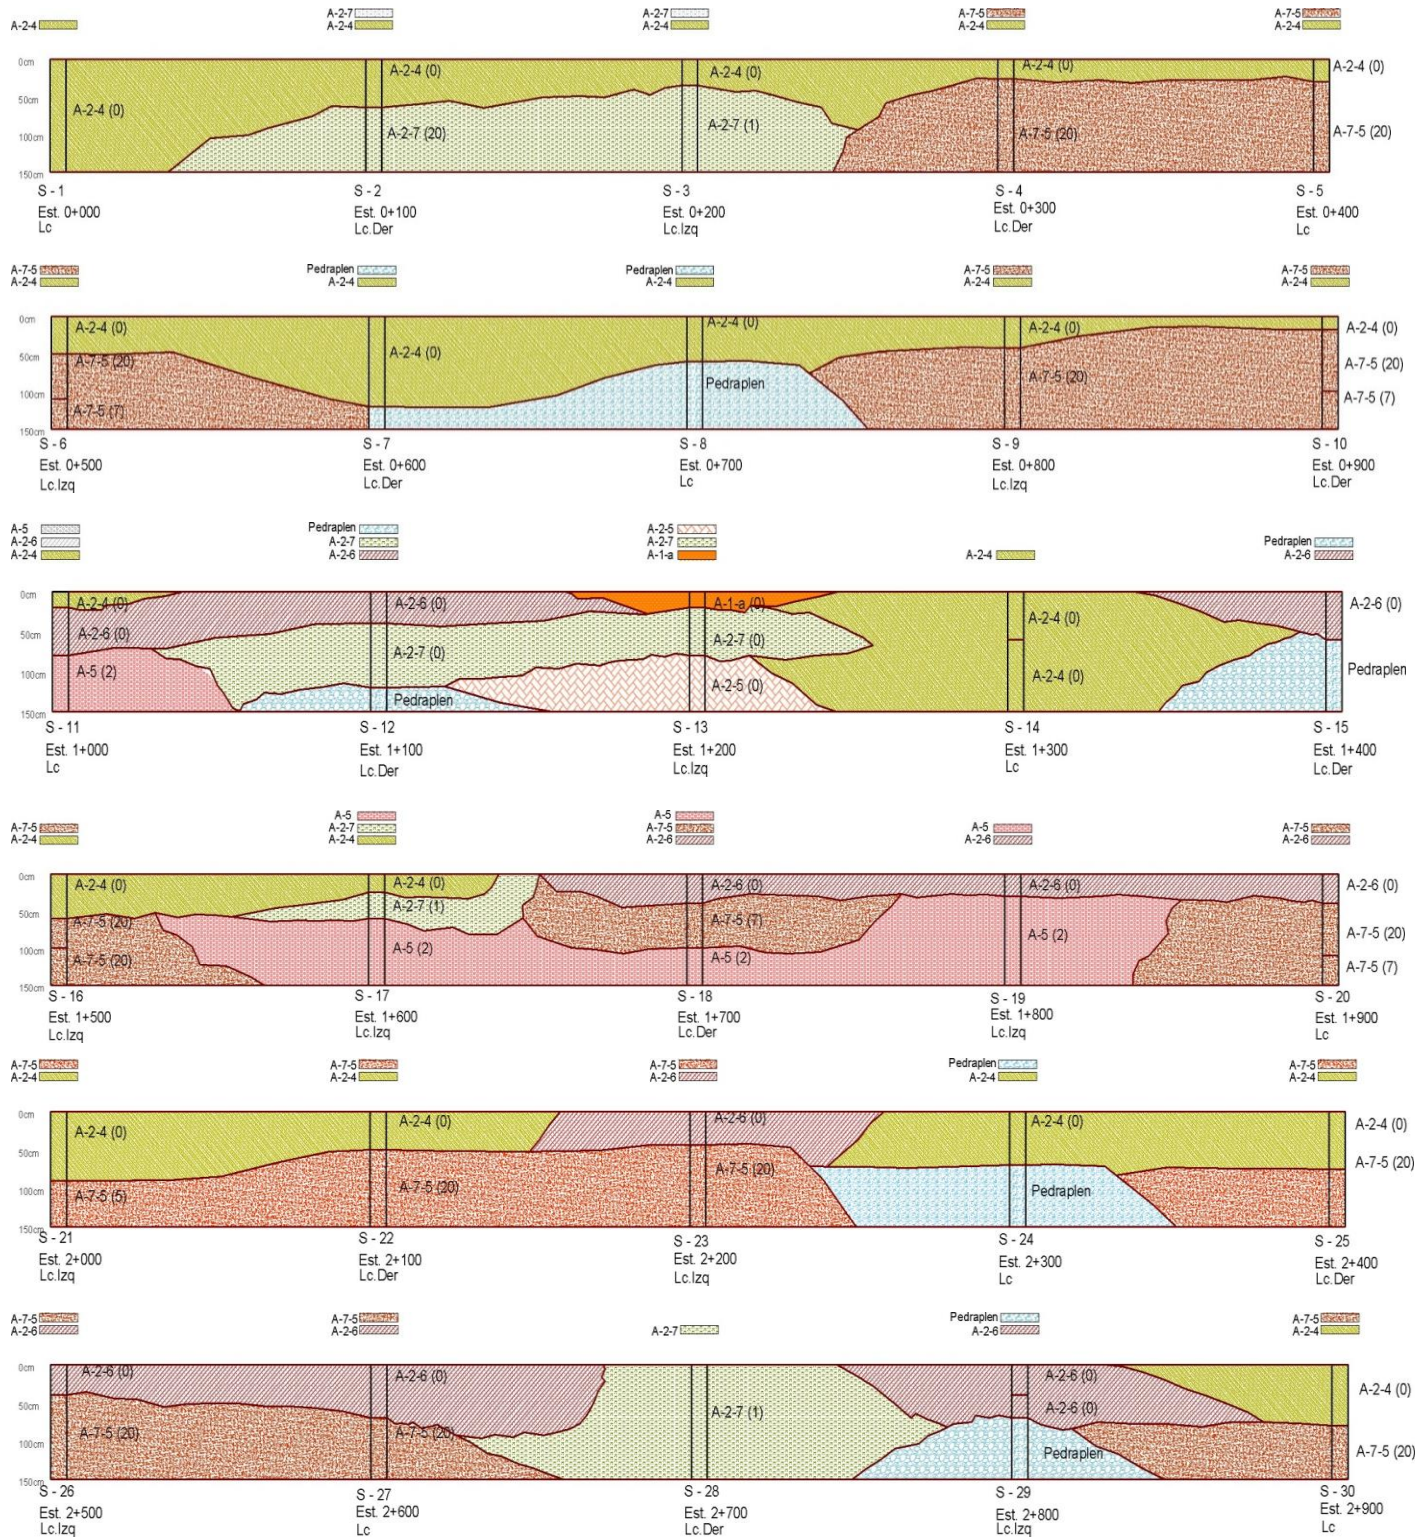 A-2-7 A-2-7 A-7-5 A-7-5
A-2-4 A-2-4 A-2-4 A-2-4 A-2-4
0cm A-2-4 (0) A-2-4 (0) A-2-4 (0) A-2-4 (0)
50cm
A-2-4 (0)
100cm A-2-7 (20) A-2-7 (1) A-7-5 (20) A-7-5 (20)
150cm
S - 1 S - 2 S - 3 S - 4 S - 5
Est. 0+000 Est. 0+100 Est. 0+200 Est. 0+300 Est. 0+400
Lc Lc.Der Lc.Izq Lc.Der Lc
A-7-5 Pedraplen Pedraplen A-7-5 A-7-5
A-2-4 A-2-4 A-2-4 A-2-4 A-2-4
0cm A-2-4 (0) A-2-4 (0) A-2-4 (0) A-2-4 (0)
A-2-4 (0)
50cm A-7-5 (20) A-7-5 (20)
Pedraplen A-7-5 (20)
100cm A-7-5 (7) A-7-5 (7)
150cm
S - 6 S - 7 S - 8 S - 9 S - 10
Est. 0+500 Est. 0+600 Est. 0+700 Est. 0+800 Est. 0+900
Lc.Izq Lc.Der Lc Lc.Izq Lc.Der
A-5 Pedraplen A-2-5
A-2-6 A-2-7 A-2-7 Pedraplen
A-2-4 A-2-6 A-1-a A-2-4 A-2-6
0cm A-2-4 (0) A-2-6 (0) A-1-a (0) A-2-6 (0)
A-2-4 (0)
50cm A-2-6 (0) A-2-7 (0) A-2-7 (0)
A-5 (2) A-2-4 (0) Pedraplen
100cm Pedraplen A-2-5 (0)
150cm
S - 11 S - 12 S - 13 S - 14 S - 15
Est. 1+000 Est. 1+100 Est. 1+200 Est. 1+300 Est. 1+400
Lc Lc.Der Lc.Izq Lc Lc.Der
A-5 A-5
A-7-5 A-2-7 A-7-5 A-5 A-7-5
A-2-4 A-2-4 A-2-6 A-2-6 A-2-6
0cm A-2-4 (0) A-2-4 (0) A-2-6 (0) A-2-6 (0) A-2-6 (0)
A-2-7 (1)
50cm A-7-5 (20) A-7-5 (7) A-5 (2) A-7-5 (20)
100cm A-7-5 (20) A-5 (2) A-5 (2) A-7-5 (7)
150cm
S - 16 S - 17 S - 18 S - 19 S - 20
Est. 1+500 Est. 1+600 Est. 1+700 Est. 1+800 Est. 1+900
Lc.Izq Lc.Izq Lc.Der Lc.Izq Lc
A-7-5 A-7-5 A-7-5 Pedraplen A-7-5
A-2-4 A-2-4 A-2-6 A-2-4 A-2-4
0cm A-2-4 (0) A-2-4 (0) A-2-6 (0) A-2-4 (0) A-2-4 (0)
50cm A-7-5 (20) A-7-5 (20)
100cm A-7-5 (5) A-7-5 (20) Pedraplen
150cm
S - 21 S - 22 S - 23 S - 24 S - 25
Est. 2+000 Est. 2+100 Est. 2+200 Est. 2+300 Est. 2+400
Lc.Izq Lc.Der Lc.Izq Lc Lc.Der
A-7-5 A-7-5 Pedraplen A-7-5
A-2-6 A-2-6 A-2-7 A-2-6 A-2-4
0cm A-2-6 (0) A-2-6 (0) A-2-6 (0)
A-2-4 (0)
50cm A-2-7 (1) A-2-6 (0)
A-7-5 (20) A-7-5 (20)
100cm Pedraplen A-7-5 (20)
150cm
S - 26 S - 27 S - 28 S - 29 S - 30
Est. 2+500 Est. 2+600 Est. 2+700 Est. 2+800 Est. 2+900
Lc.Izq Lc Lc.Der Lc.Izq Lc